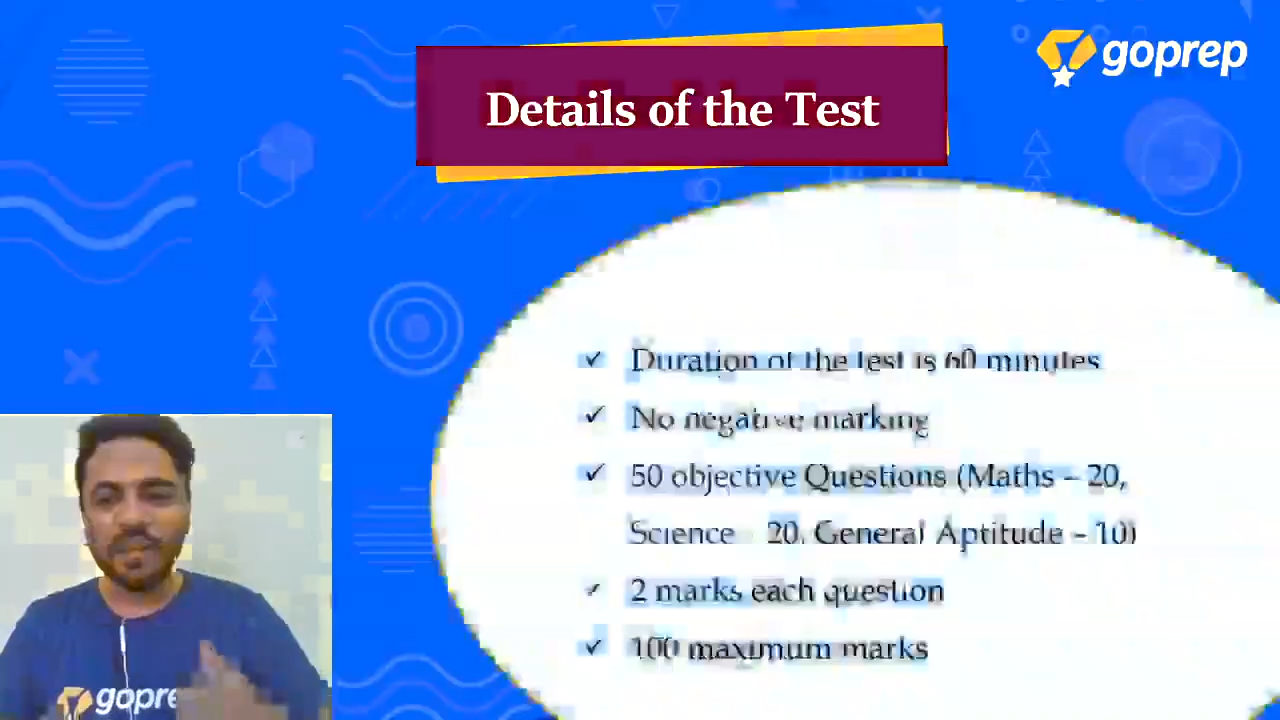 goprep
Details of the Test
Duration of the test is 60 minutes
No negative marking
50 objective Questions (Maths – 20,
Science – 20, General Aptitude – 10)
2 marks each question
100 maximum marks
gopre